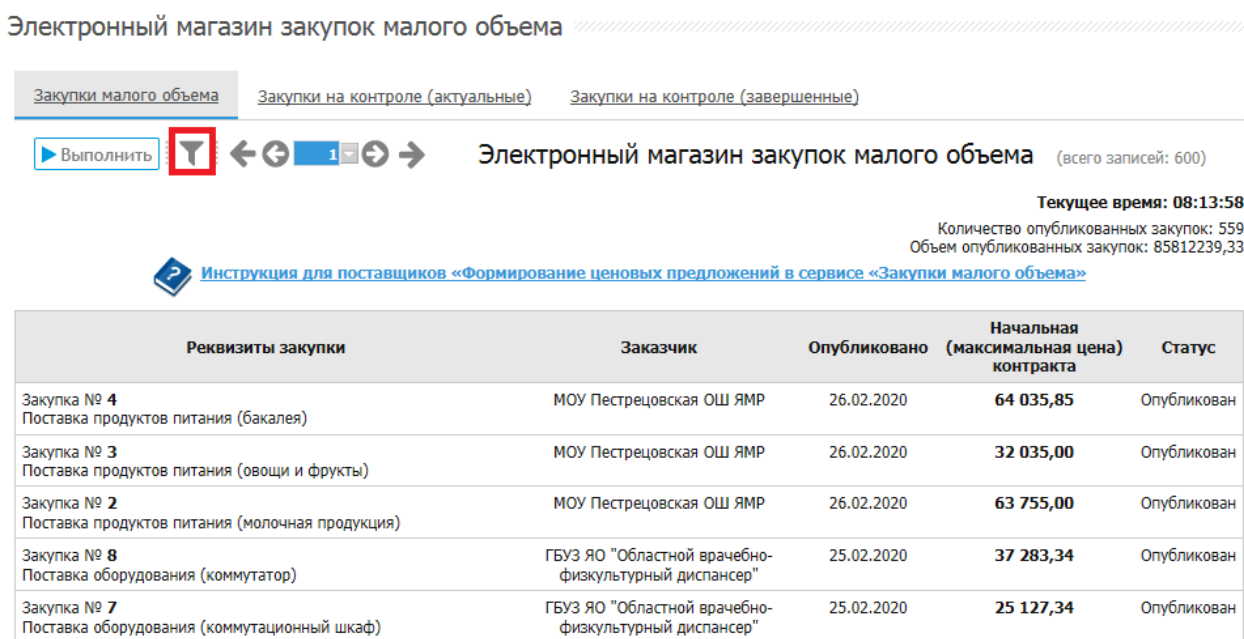 Электронный магазин закупок малого объема
Закупки малого объема Закупки на контроле (актуальные) Закупки на контроле (завершенные)
Выполнить 1 Электронный магазин закупок малого объема (всего записей: 600)
Текущее время: 08:13:58
Количество опубликованных закупок: 559
Объем опубликованных закупок: 85812239,33
Инструкция для поставщиков «Формирование ценовых предложений в сервисе «Закупки малого объема»
Реквизиты закупки Заказчик Опубликовано Начальная (максимальная цена) контракта Статус
Закупка № 4 МОУ Пестрецовская ОШ ЯМР 26.02.2020 64 035,85 Опубликован
Поставка продуктов питания (бакалея)
Закупка № 3 МОУ Пестрецовская ОШ ЯМР 26.02.2020 32 035,00 Опубликован
Поставка продуктов питания (овощи и фрукты)
Закупка № 2 МОУ Пестрецовская ОШ ЯМР 26.02.2020 63 755,00 Опубликован
Поставка продуктов питания (молочная продукция)
Закупка № 8 ГБУЗ ЯО "Областной врачебно- 25.02.2020 37 283,34 Опубликован
Поставка оборудования (коммутатор) физкультурный диспансер"
Закупка № 7 ГБУЗ ЯО "Областной врачебно- 25.02.2020 25 127,34 Опубликован
Поставка оборудования (коммутационный шкаф) физкультурный диспансер"